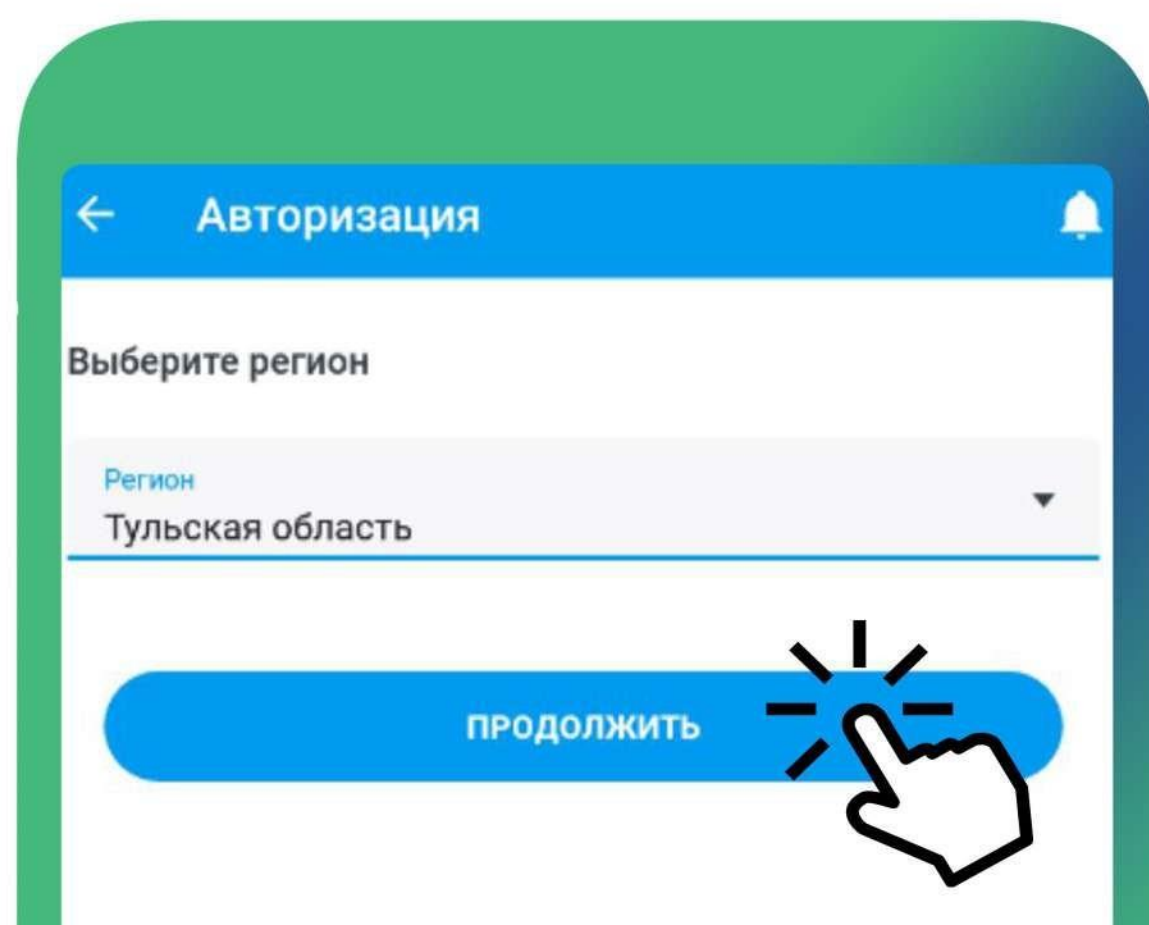 Авторизация
Выберите регион
Регион
Тульская область
ПРОДОЛЖИТЬ